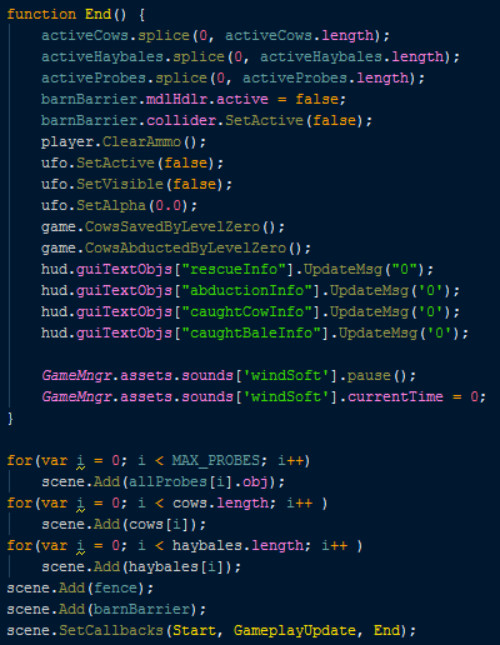 function End() {
    activeCows.splice(0, activeCows.length);
    activeHaybales.splice(0, activeHaybales.length);
    activeProbes.splice(0, activeProbes.length);
    barnBarrier.mdlHdlr.active = false;
    barnBarrier.collider.SetActive(false);
    player.ClearAmmo();
    ufo.SetActive(false);
    ufo.SetVisible(false);
    ufo.SetAlpha(0.0);
    game.CowsSavedByLevelZero();
    game.CowsAbductedByLevelZero();
    hud.guiTextObjs["rescueInfo"].UpdateMsg("0");
    hud.guiTextObjs["abductionInfo"].UpdateMsg('0');
    hud.guiTextObjs["caughtCowInfo"].UpdateMsg('0');
    hud.guiTextObjs["caughtBaleInfo"].UpdateMsg('0');

    GameMngr.assets.sounds['windSoft'].pause();
    GameMngr.assets.sounds['windSoft'].currentTime = 0;
}

for(var i = 0; i < MAX_PROBES; i++)
    scene.Add(allProbes[i].obj);
for(var i = 0; i < cows.length; i++ )
    scene.Add(cows[i]);
for(var i = 0; i < haybales.length; i++ )
    scene.Add(haybales[i]);
scene.Add(fence);
scene.Add(barnBarrier);
scene.SetCallbacks(Start, GameplayUpdate, End);